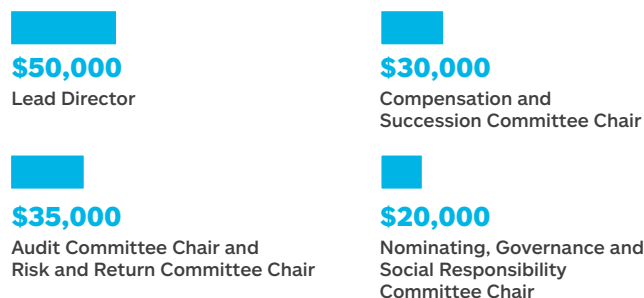 $50,000
Lead Director
$30,000
Compensation and
Succession Committee Chair
$35,000
Audit Committee Chair and
Risk and Return Committee Chair
$20,000
Nominating, Governance and
Social Responsibility
Committee Chair